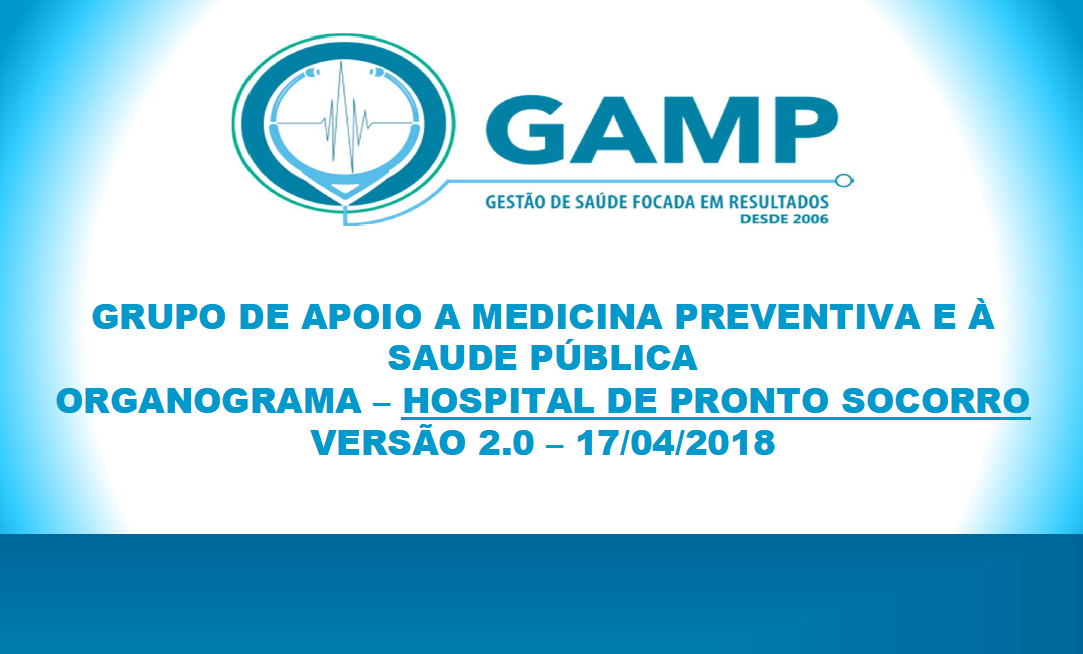 GAMP
GESTÃO DE SAÚDE FOCADA EM RESULTADOS
DESDE 2006
GRUPO DE APOIO A MEDICINA PREVENTIVA E À
SAUDE PÚBLICA
ORGANOGRAMA – HOSPITAL DE PRONTO SOCORRO
VERSÃO 2.0 – 17/04/2018